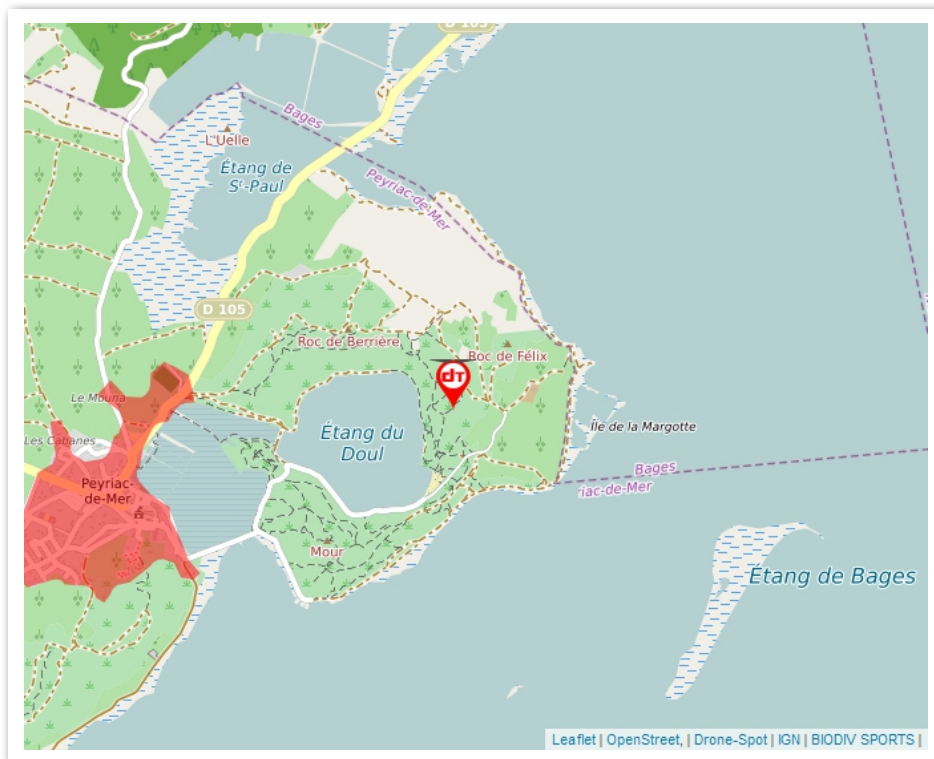 D 105
Bages
L'Uelle
Étang de
Sᵗ-Paul
Peyriac-de-Mer
D 105
Roc de Berrière
Roc de Félix
dT
Le Mouna
Île de la Margotte
Étang du
Doul
Les Cabanes
Bages
Peyriac-
de-Mer
riac-de-Mer
Mour
Étang de Bages
Leaflet | OpenStreet, | Drone-Spot | IGN | BIODIV SPORTS |